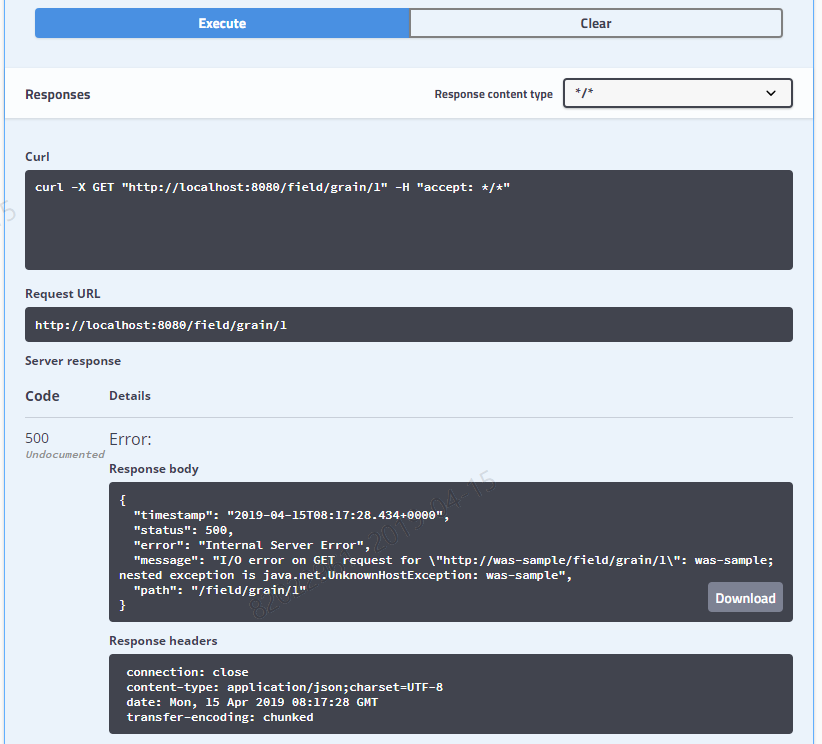 Execute
Clear
Responses
Response content type
*/*
Curl
curl -X GET "http://localhost:8080/field/grain/1" -H "accept: */*"
Request URL
http://localhost:8080/field/grain/1
Server response
Code
Details
500
Undocumented
Error:
Response body
{
"timestamp": "2019-04-15T08:17:28.434+0000",
"status": 500,
"error": "Internal Server Error",
"message": "I/O error on GET request for \"http://was-sample/field/grain/1\": was-sample;
nested exception is java.net.UnknownHostException: was-sample",
"path": "/field/grain/1"
}
Download
Response headers
connection: close
content-type: application/json;charset=UTF-8
date: Mon, 15 Apr 2019 08:17:28 GMT
transfer-encoding: chunked